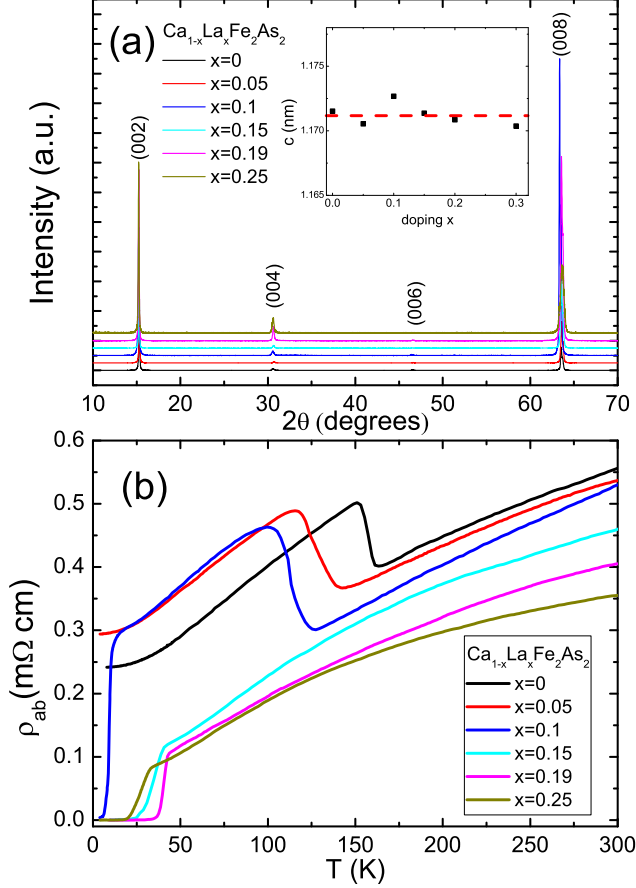 (a)
Ca1-xLaxFe2As2
x=0
x=0.05
x=0.1
x=0.15
x=0.19
x=0.25
(002)
(004)
(006)
(008)
Intensity (a.u.)
1.175
1.170
1.165
c (nm)
0.0 0.1 0.2 0.3
doping x
10 20 30 40 50 60 70
2θ (degrees)
(b)
0.6
0.5
0.4
0.3
0.2
0.1
0.0
ρab(mΩ cm)
Ca1-xLaxFe2As2
x=0
x=0.05
x=0.1
x=0.15
x=0.19
x=0.25
0 50 100 150 200 250 300
T (K)